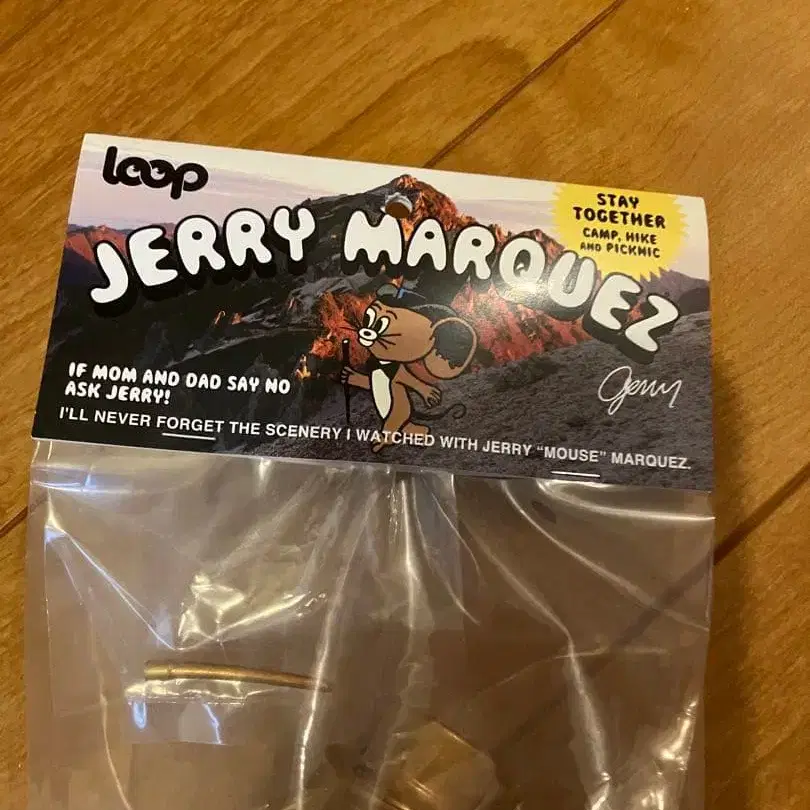 loop
JERRY MARQUEZ
STAY
TOGETHER
CAMP, HIKE
AND PICKNIC
IF MOM AND DAD SAY NO
ASK JERRY!
Jerry
I'LL NEVER FORGET THE SCENERY I WATCHED WITH JERRY “MOUSE” MARQUEZ.